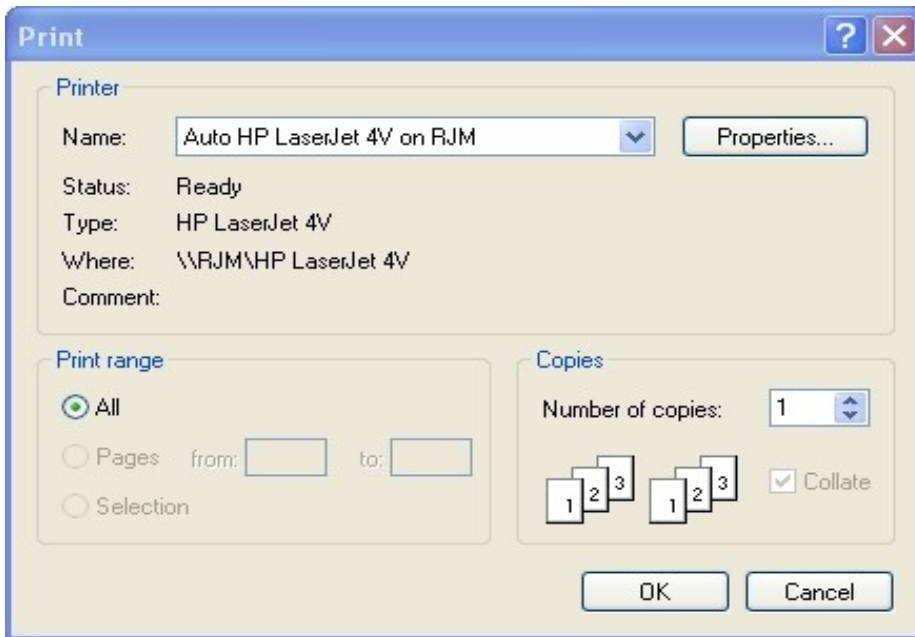 Print
Printer
Name: Auto HP LaserJet 4V on RJM Properties...
Status: Ready
Type: HP LaserJet 4V
Where: \\RJM\HP LaserJet 4V
Comment:
Print range
All
Pages from: to:
Selection
Copies
Number of copies: 1
1 2 3 1 2 3
Collate
OK Cancel